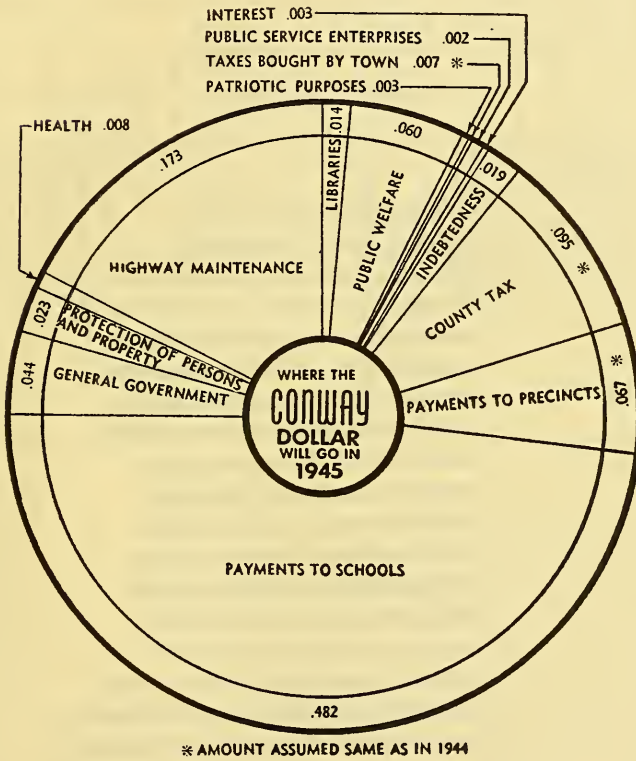 INTEREST .003
PUBLIC SERVICE ENTERPRISES .002
TAXES BOUGHT BY TOWN .007 *
PATRIOTIC PURPOSES .003
HEALTH .008
.173
HIGHWAY MAINTENANCE
LIBRARIES .014
.060
PUBLIC WELFARE
.019
INDEBTEDNESS
.095 *
COUNTY TAX
.023
PROTECTION OF PERSONS
AND PROPERTY
.044
GENERAL GOVERNMENT
WHERE THE
CONWAY
DOLLAR
WILL GO IN
1945
PAYMENTS TO PRECINCTS
* .067
PAYMENTS TO SCHOOLS
.482
* AMOUNT ASSUMED SAME AS IN 1944